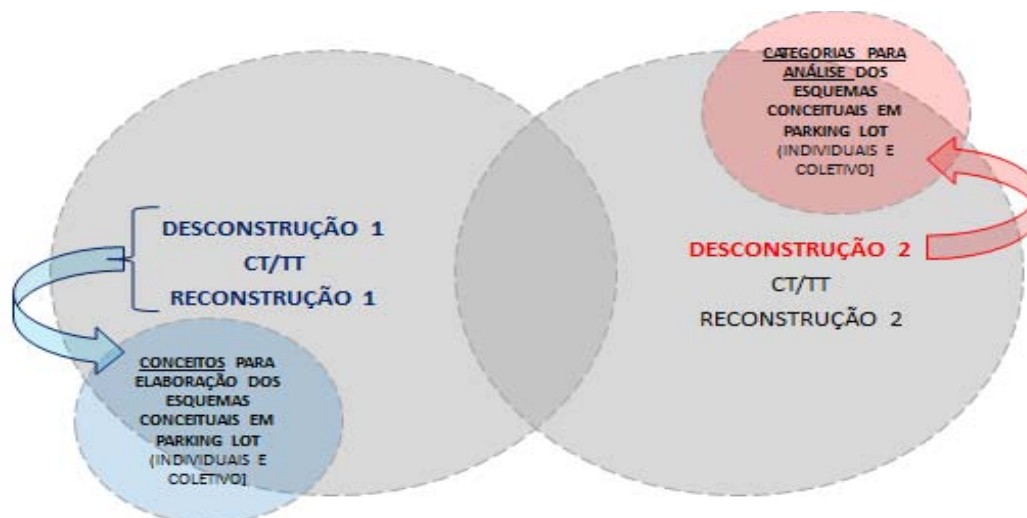 DESCONSTRUÇÃO 1
CT/TT
RECONSTRUÇÃO 1
CONCEITOS PARA
ELABORAÇÃO DOS
ESQUEMAS
CONCEITUAIS EM
PARKING LOT
(INDIVIDUAIS E
COLETIVO]
CATEGORIAS PARA
ANÁLISE DOS
ESQUEMAS
CONCEITUAIS EM
PARKING LOT
(INDIVIDUAIS E
COLETIVO]
DESCONSTRUÇÃO 2
CT/TT
RECONSTRUÇÃO 2